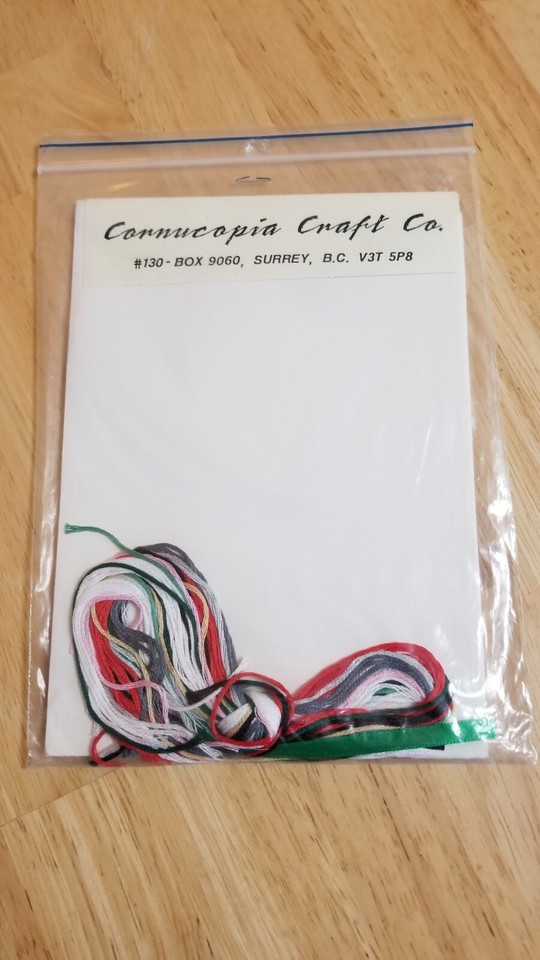 Cornucopia Craft Co.
#130-BOX 9060, SURREY, B.C. V3T 5P8